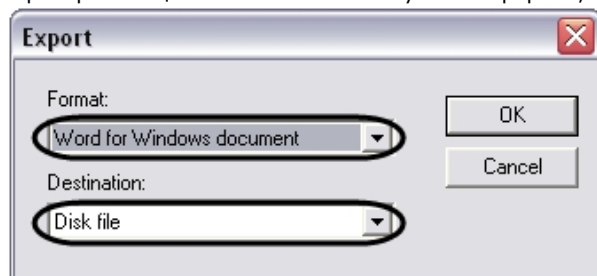 Export
Format:
Word for Windows document
OK
Cancel
Destination:
Disk file